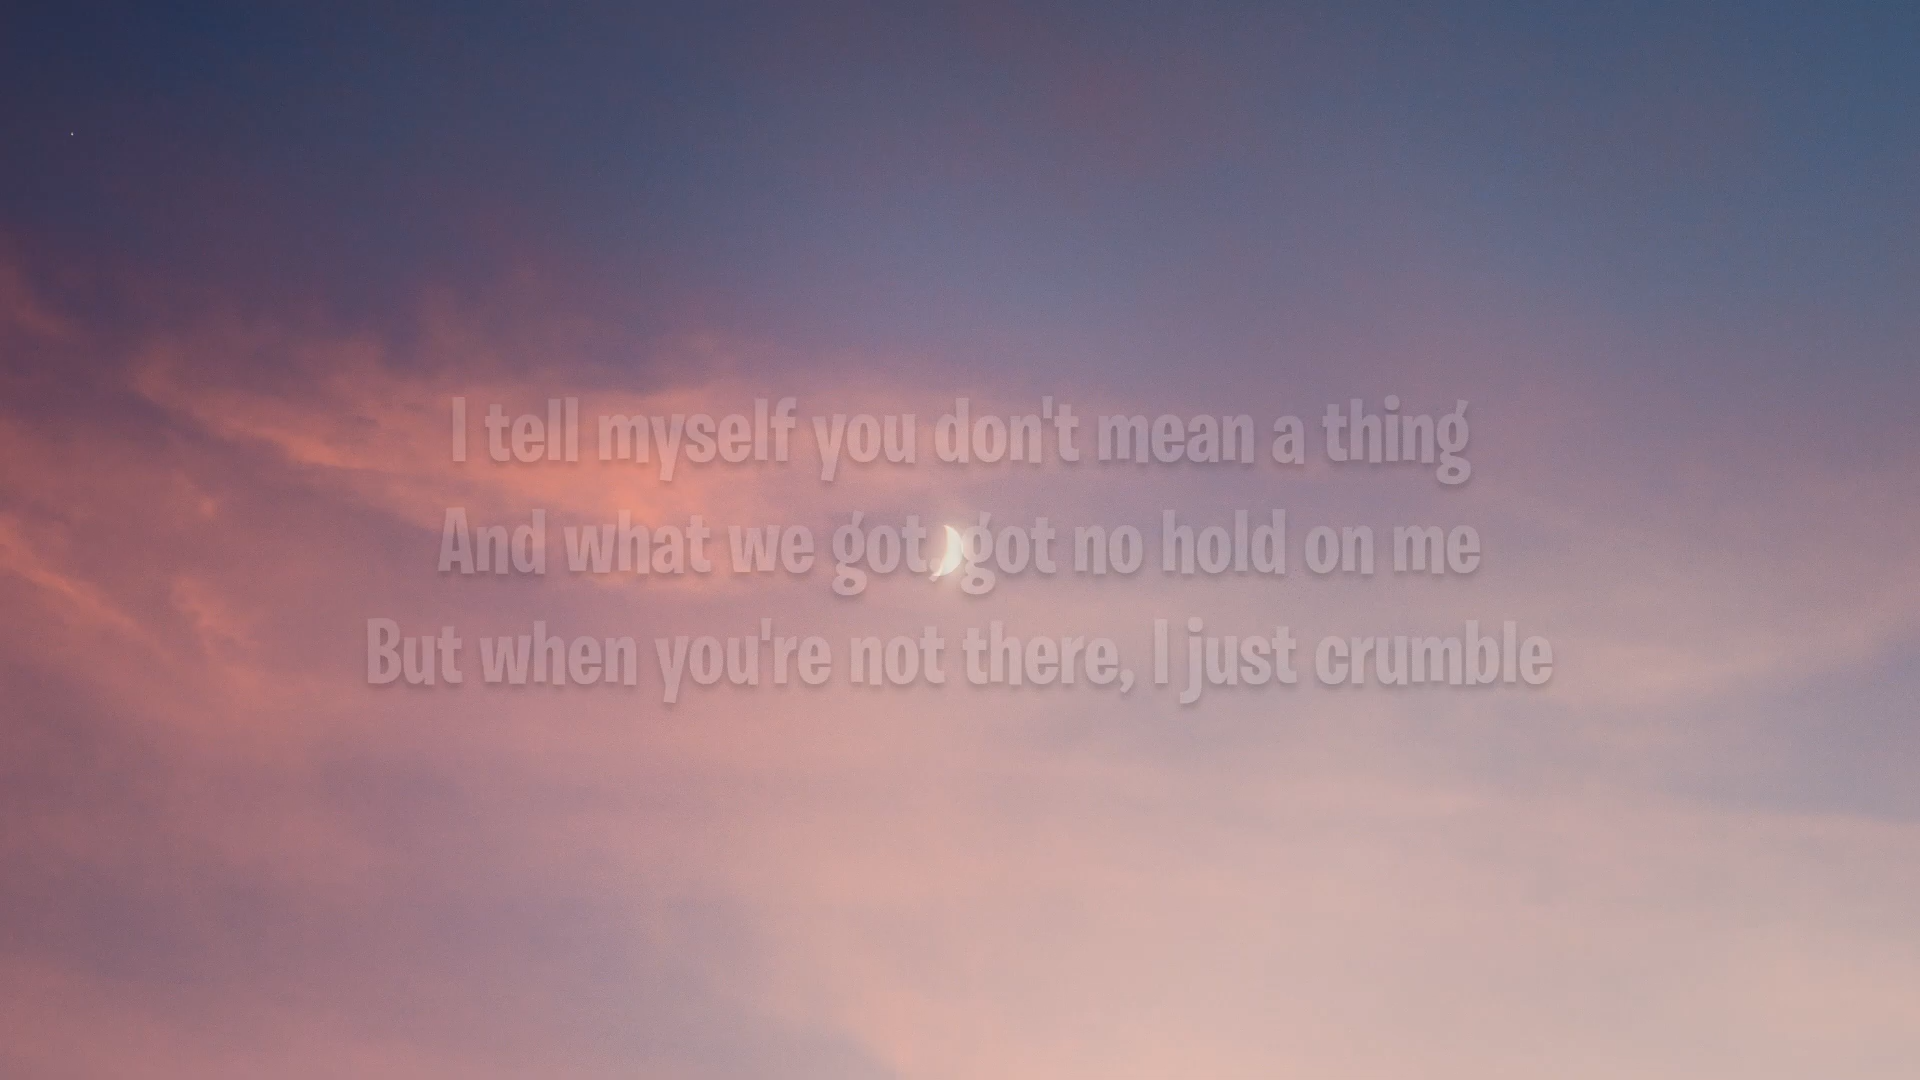 I tell myself you don't mean a thing
And what we got, got no hold on me
But when you're not there, I just crumble